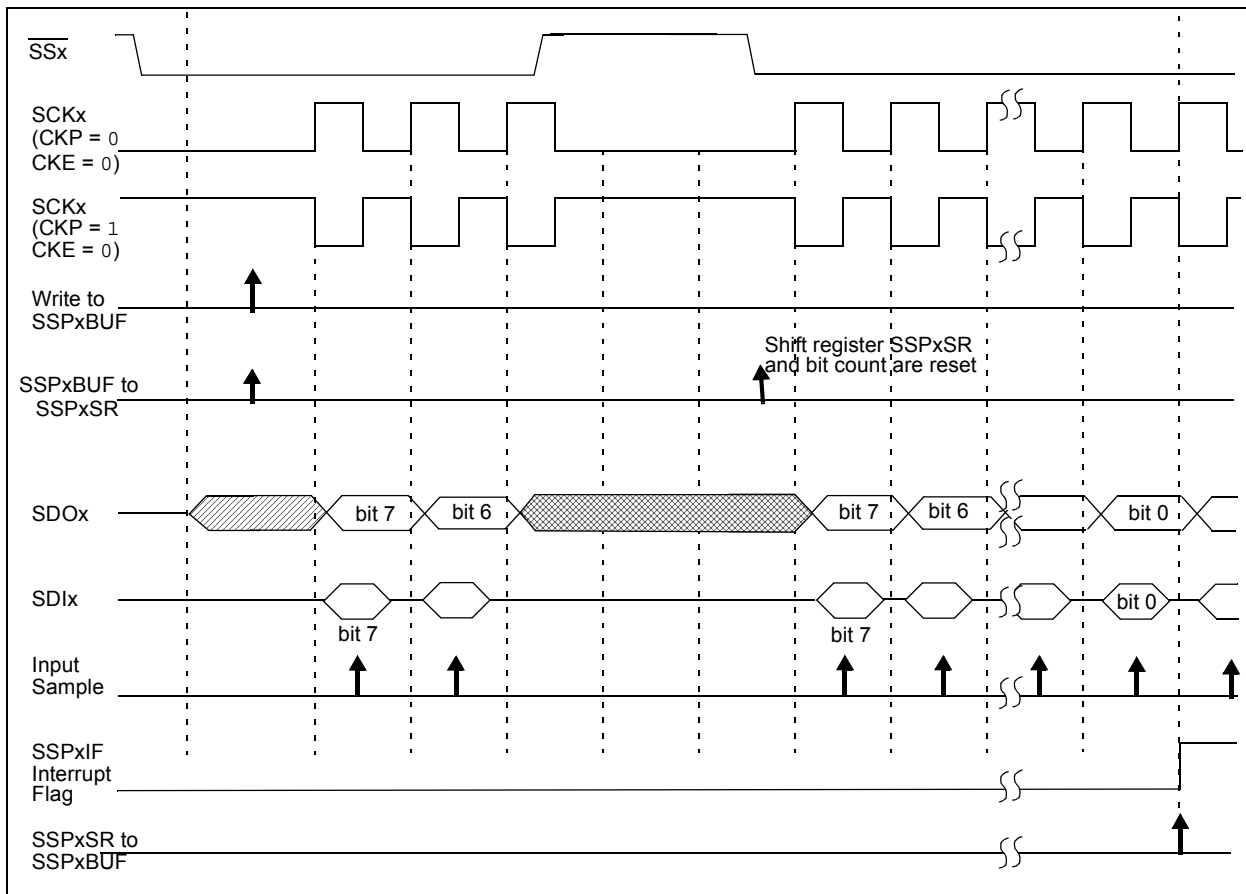 SSx
SCKx
(CKP = 0
CKE = 0)
SCKx
(CKP = 1
CKE = 0)
Write to
SSPxBUF
Shift register SSPxSR
and bit count are reset
SSPxBUF to
SSPxSR
SDOx
bit 7
bit 6
bit 7
bit 6
bit 0
SDIx
bit 0
bit 7
bit 7
Input
Sample
SSPxIF
Interrupt
Flag
SSPxSR to
SSPxBUF